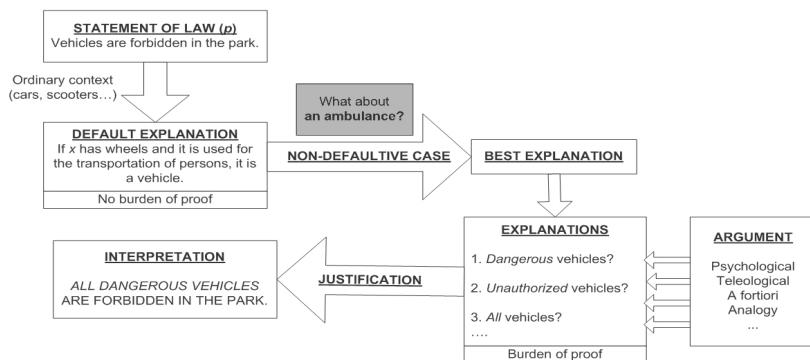 STATEMENT OF LAW (p)
Vehicles are forbidden in the park.
Ordinary context
(cars, scooters…)
What about
an ambulance?
DEFAULT EXPLANATION
If x has wheels and it is used for
the transportation of persons, it is
a vehicle.
No burden of proof
NON-DEFAULTIVE CASE
BEST EXPLANATION
EXPLANATIONS
1. Dangerous vehicles?
2. Unauthorized vehicles?
3. All vehicles?
....
Burden of proof
ARGUMENT
Psychological
Teleological
A fortiori
Analogy
...
JUSTIFICATION
INTERPRETATION
ALL DANGEROUS VEHICLES
ARE FORBIDDEN IN THE PARK.